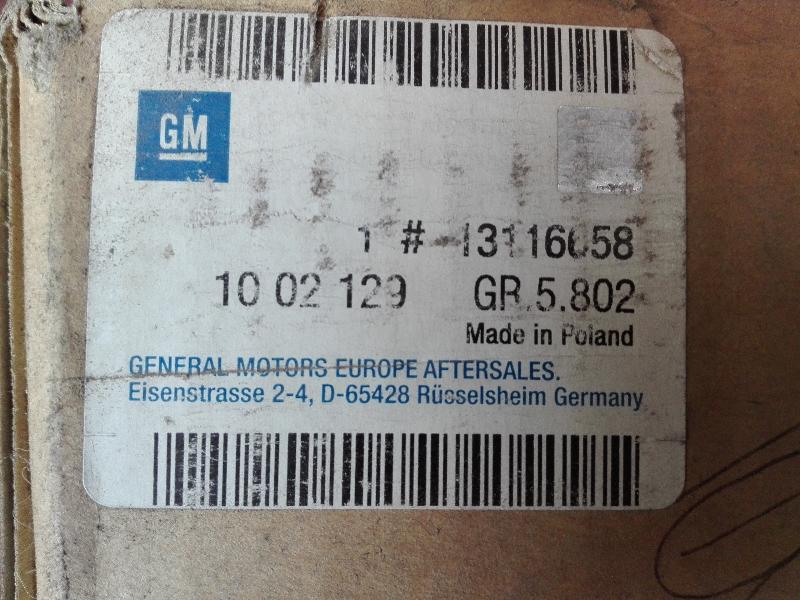 GM
1 # 13116658
10 02 129 GR.5.802
Made in Poland
GENERAL MOTORS EUROPE AFTERSALES.
Eisenstrasse 2-4, D-65428 Rüsselsheim Germany